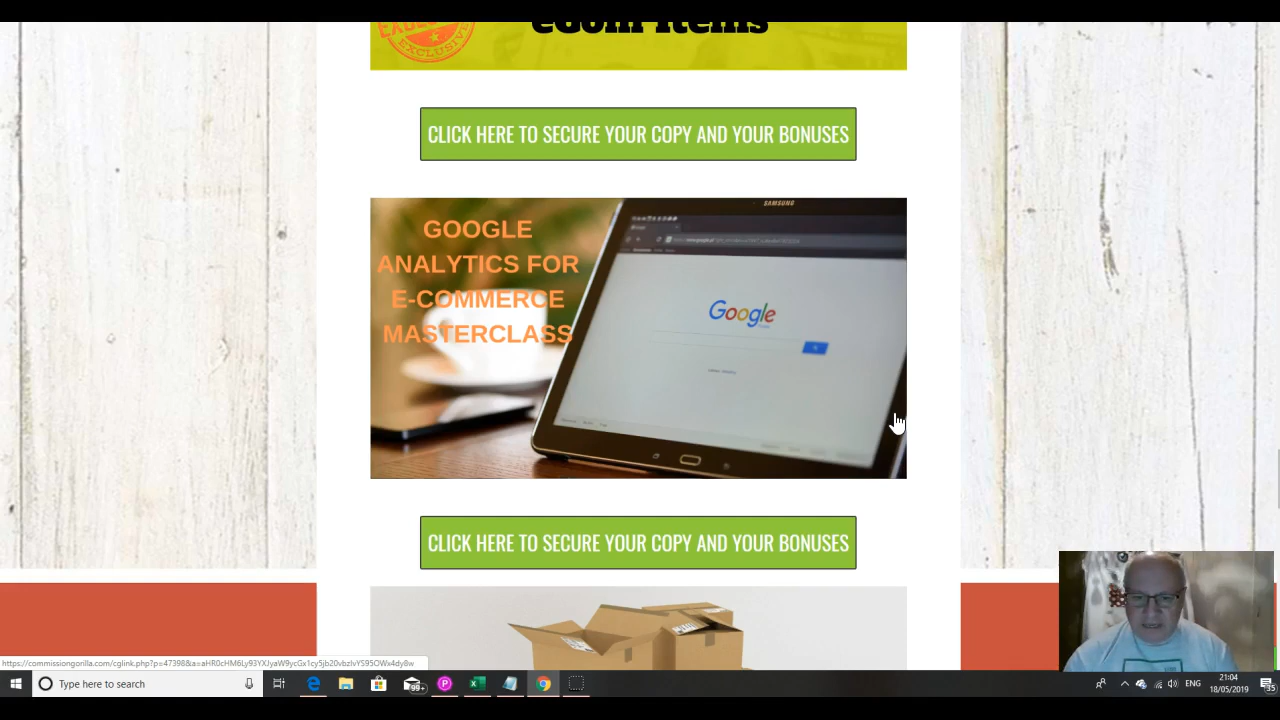 eCom Items
EXCLUSIVE
CLICK HERE TO SECURE YOUR COPY AND YOUR BONUSES
SAMSUNG
GOOGLE
ANALYTICS FOR
E-COMMERCE
MASTERCLASS
Google
CLICK HERE TO SECURE YOUR COPY AND YOUR BONUSES
Type here to search
99+
ENG
21:04
18/05/2019
35